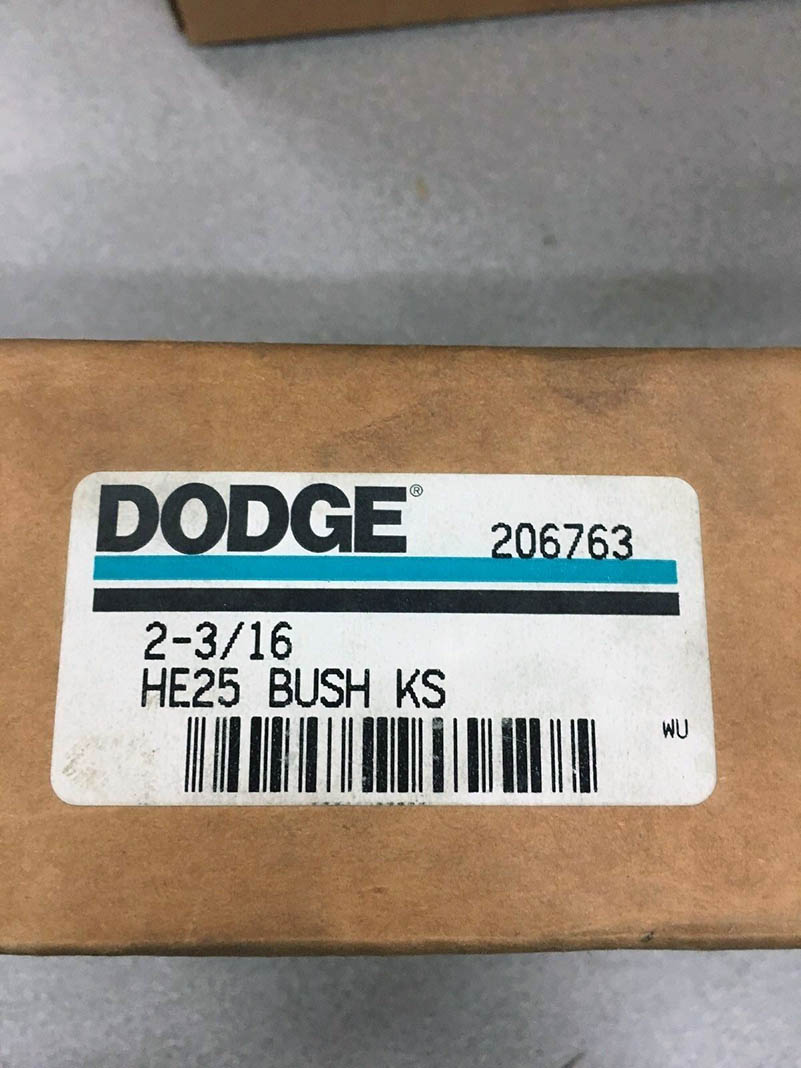 DODGE®
206763
2-3/16
HE25 BUSH KS
WU